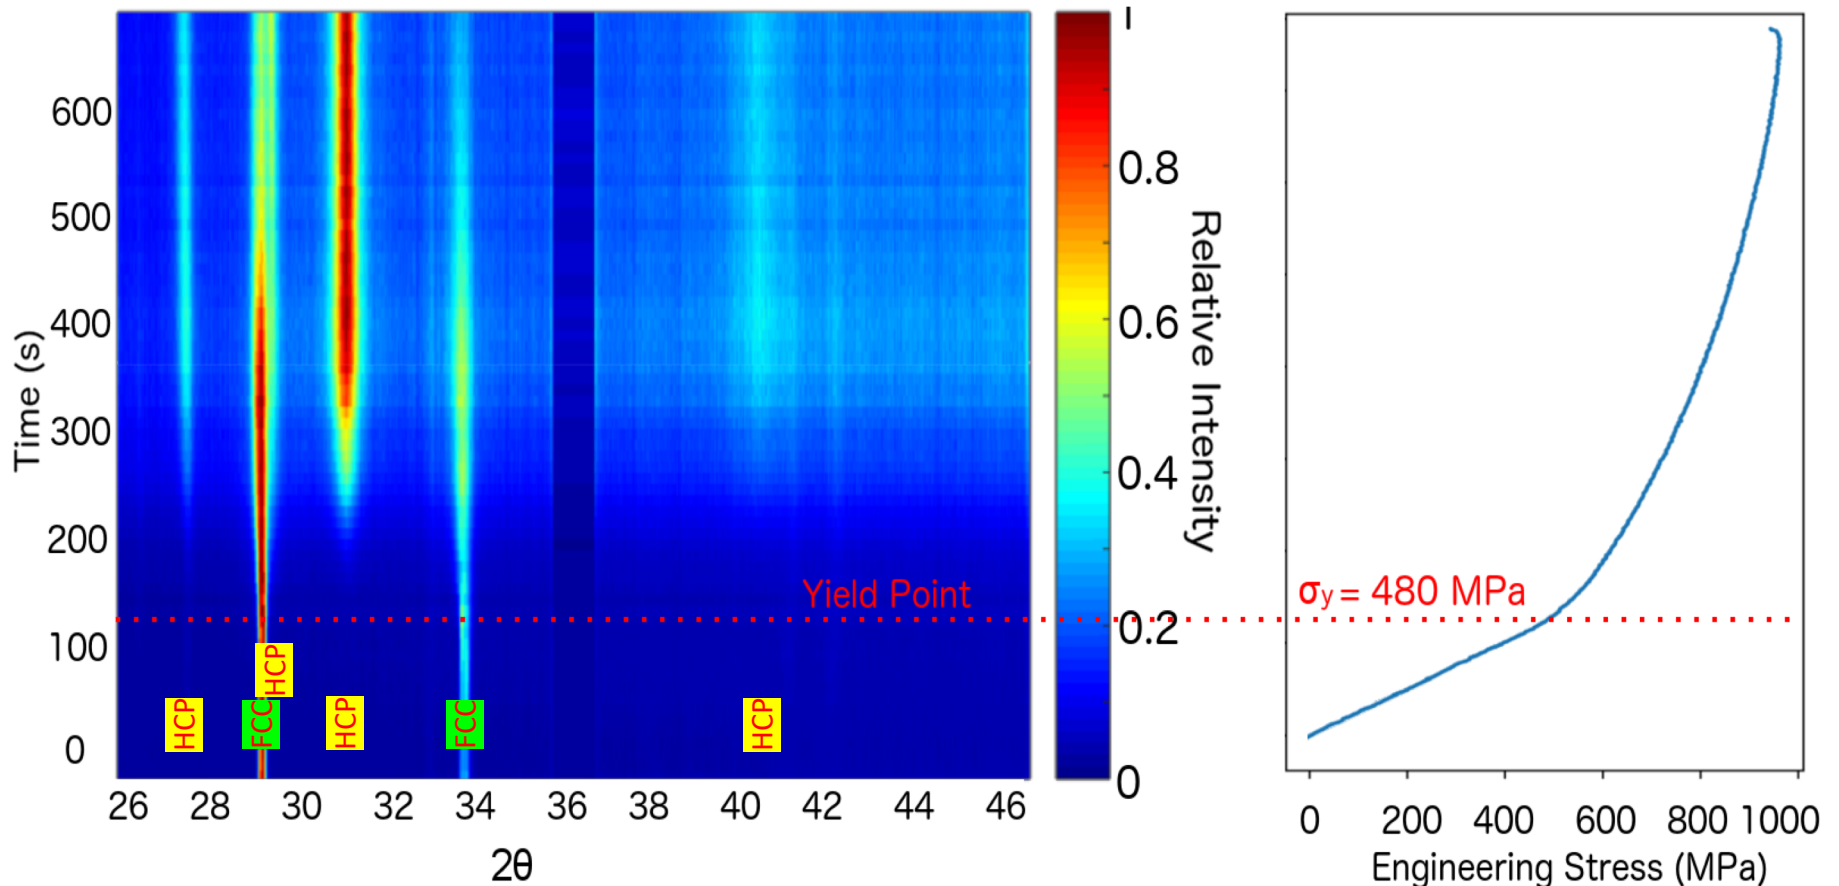 Time (s)
600
500
400
300
200
100
0
26 28 30 32 34 36 38 40 42 44 46
2θ
HCP
FCC
HCP
HCP
FCC
HCP
Yield Point
1
0.8
0.6
0.4
0.2
0
Relative Intensity
σy = 480 MPa
0 200 400 600 800 1000
Engineering Stress (MPa)